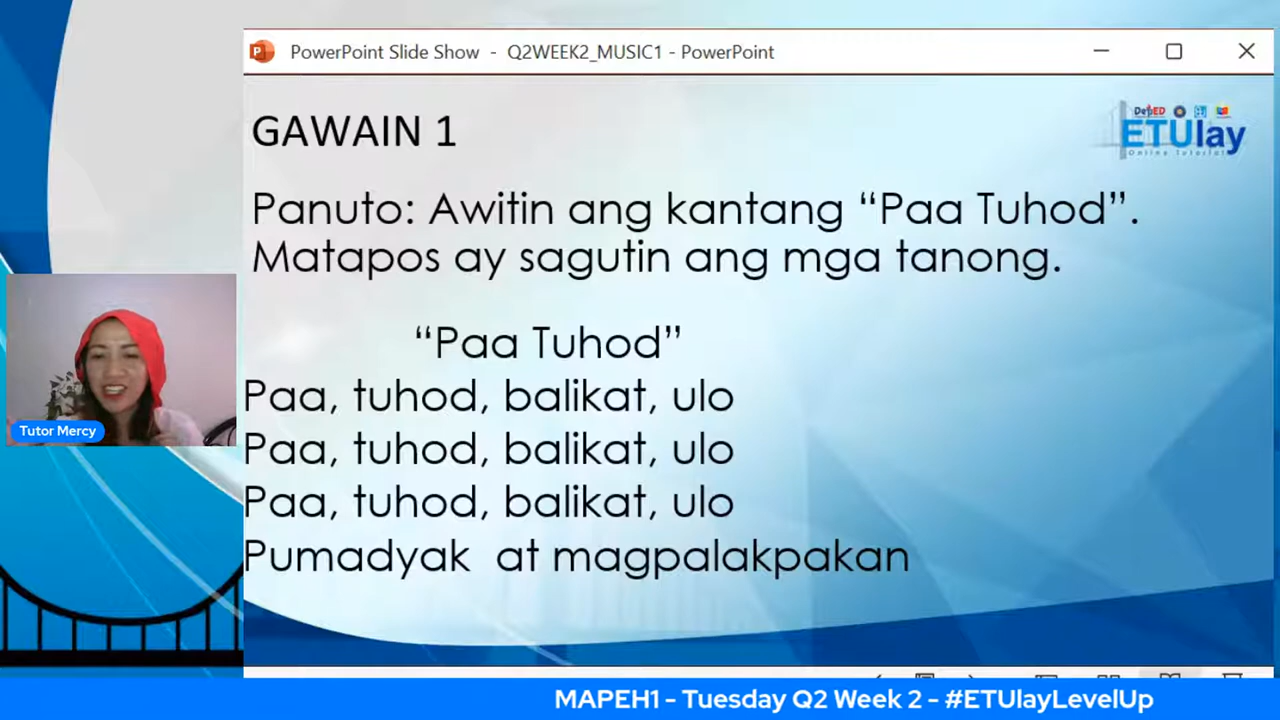 PowerPoint Slide Show - Q2WEEK2_MUSIC1 - PowerPoint
GAWAIN 1
DepED
ETUlay
Online Tutorial
Panuto: Awitin ang kantang “Paa Tuhod”.
Matapos ay sagutin ang mga tanong.
“Paa Tuhod”
Paa, tuhod, balikat, ulo
Paa, tuhod, balikat, ulo
Paa, tuhod, balikat, ulo
Pumadyak at magpalakpakan
Tutor Mercy
MAPEH1 - Tuesday Q2 Week 2 - #ETUlayLevelUp